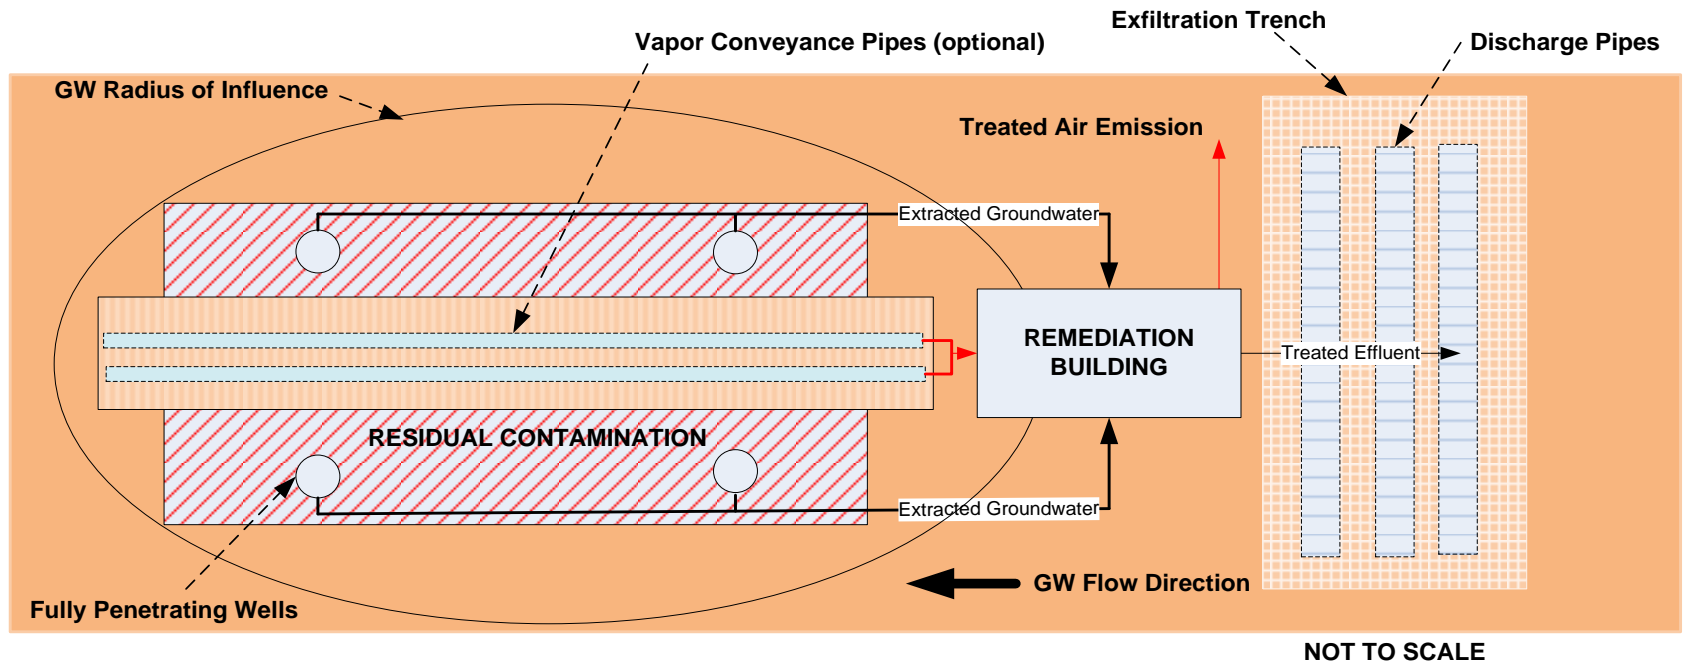 Exfiltration Trench
Vapor Conveyance Pipes (optional)
Discharge Pipes
GW Radius of Influence
Treated Air Emission
Extracted Groundwater
REMEDIATION
BUILDING
Treated Effluent
RESIDUAL CONTAMINATION
Extracted Groundwater
GW Flow Direction
Fully Penetrating Wells
NOT TO SCALE